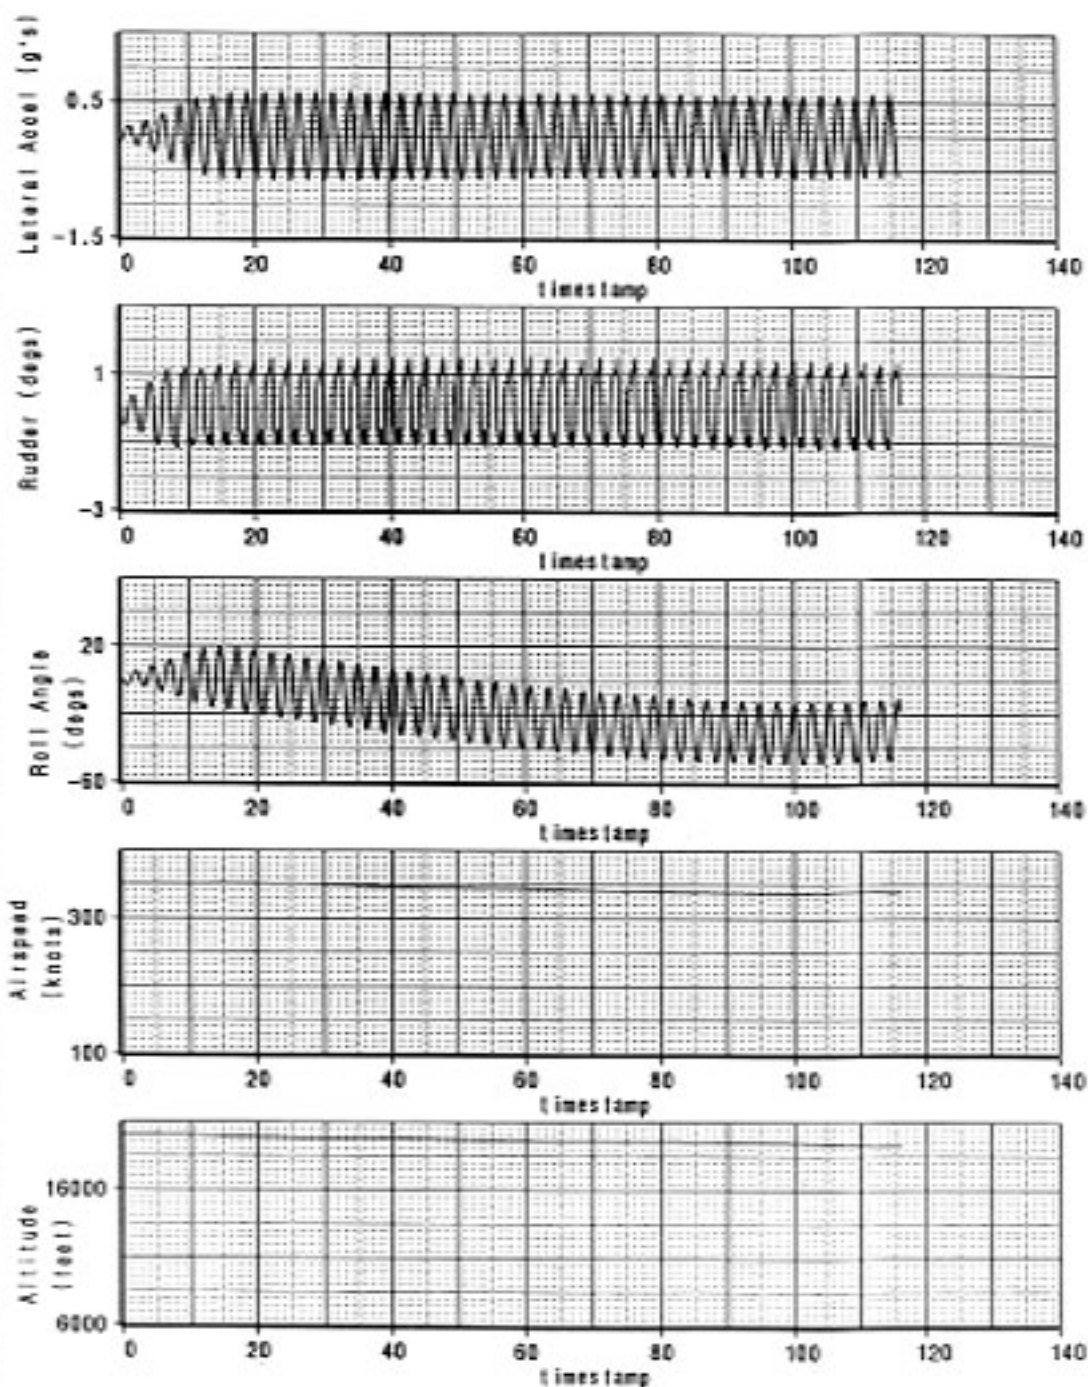 Lateral Accel (g's)
0.5
-1.5
0 20 40 60 80 100 120 140
timestamp
Rudder (degs)
1
-3
0 20 40 60 80 100 120 140
timestamp
Roll Angle
(degs)
20
-60
0 20 40 60 80 100 120 140
timestamp
Airspeed
(knots)
300
100
0 20 40 60 80 100 120 140
timestamp
Altitude
(feet)
16000
6000
0 20 40 60 80 100 120 140
timestamp